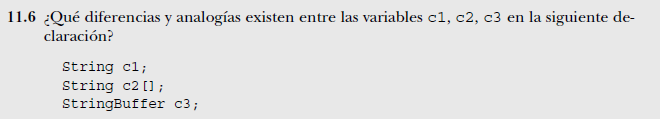 11.6 ¿Qué diferencias y analogías existen entre las variables c1, c2, c3 en la siguiente de-
claración?
String c1;
String c2[];
StringBuffer c3;